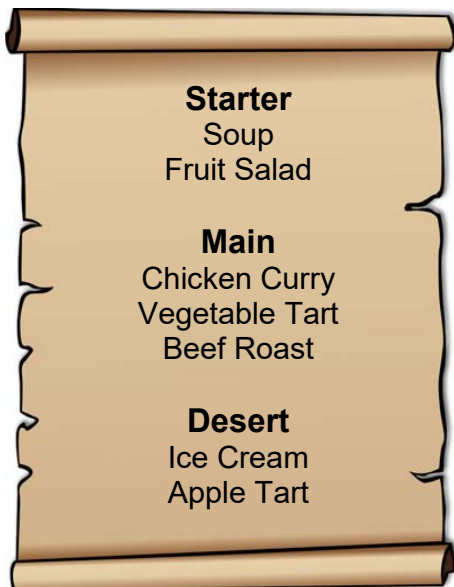 Starter
Soup
Fruit Salad
Main
Chicken Curry
Vegetable Tart
Beef Roast
Desert
Ice Cream
Apple Tart